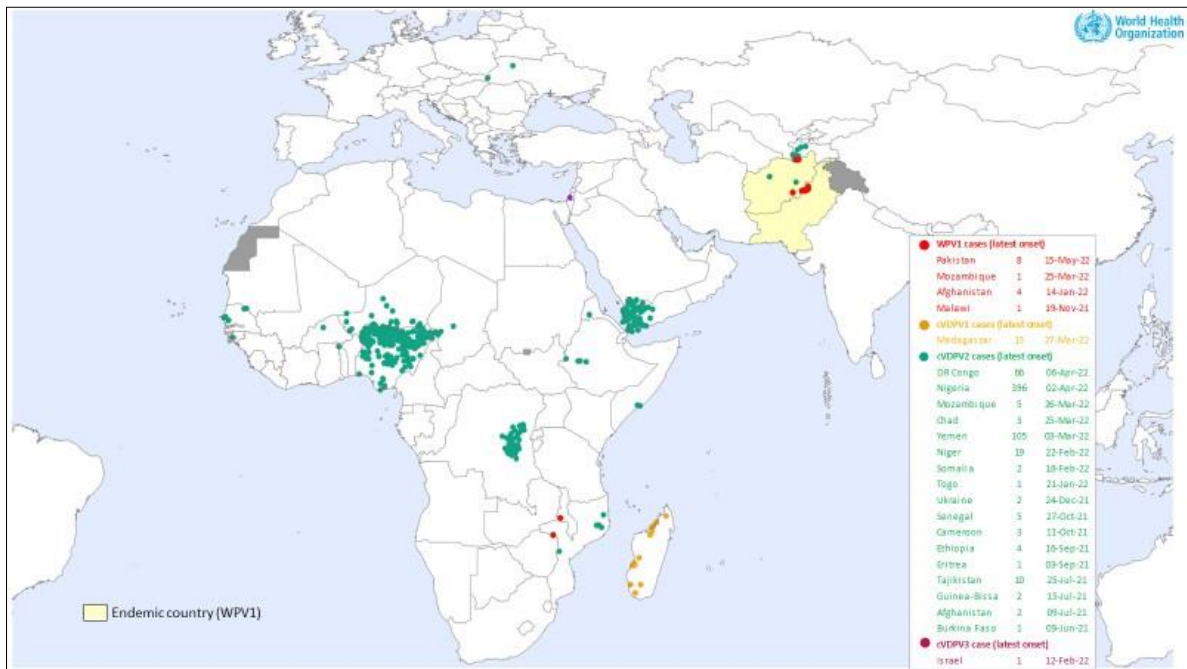 World Health
Organization
WPV1 cases (latest onset)
Pakistan 8 15-May-22
Mozambique 1 25-Mar-22
Afghanistan 4 14-Jan-22
Malawi 1 19-Nov-21
cVDPV1 cases (latest onset)
Madagascar 13 27-Mar-22
cVDPV2 cases (latest onset)
DR Congo 66 06-Apr-22
Nigeria 396 02-Apr-22
Mozambique 5 26-Mar-22
Chad 25-Mar-22
Yemen 105 03-Mar-22
Niger 19 22-Feb-22
Somalia 2 18-Feb-22
Togo 1 21-Jan-22
Ukraine 2 24-Dec-21
Senegal 5 27-Oct-21
Cameroon 3 11-Oct-21
Ethiopia 4 16-Sep-21
Eritrea 1 03-Sep-21
Tajikistan 10 25-Jul-21
Guinea-Bissa 2 15-Jul-21
Afghanistan 2 09-Jul-21
Burkina Faso 1 09-Jun-21
cVDPV3 case (latest onset)
Israel 1 12-Feb-22
Endemic country (WPV1)